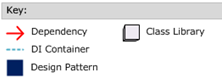 Key:
Dependency
Class Library
DI Container
Design Pattern